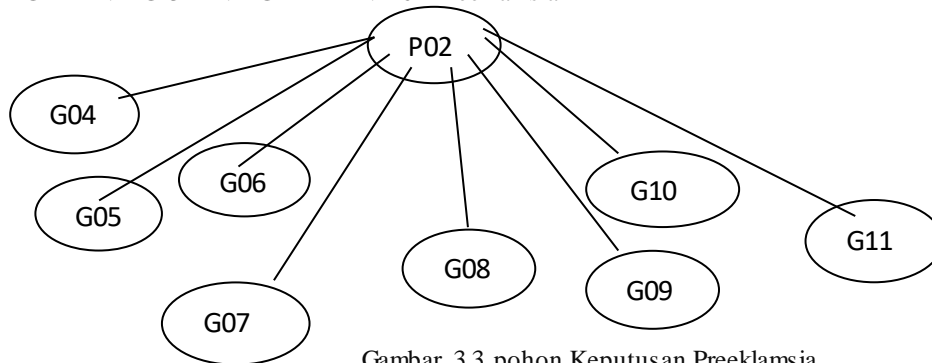 P02
G04
G06
G10
G05
G11
G08
G09
G07
Gambar 3.3 pohon Keputusan Preeklamsia